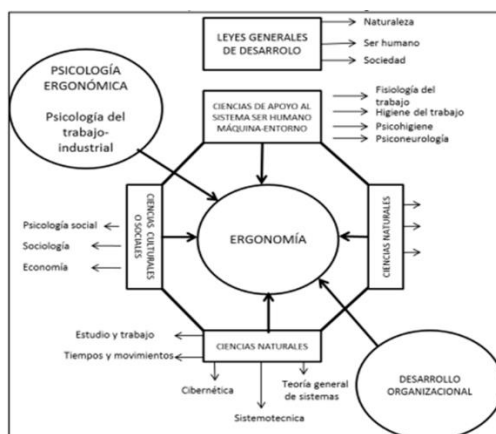 LEYES GENERALES
DE DESARROLO
Naturaleza
Ser humano
Sociedad
PSICOLOGÍA
ERGONÓMICA
Psicología del
trabajo-
industrial
CIENCIAS DE APOYO AL
SISTEMA SER HUMANO
MÁQUINA-ENTORNO
Fisiología del
trabajo
Higiene del trabajo
Psicohigiene
Psiconeurología
CIENCIAS CULTURALES
O SOCIALES
Psicología social
Sociología
Economía
ERGONOMÍA
CIENCIAS NATURALES
CIENCIAS NATURALES
Estudio y trabajo
Tiempos y movimientos
Cibernética
Sistemotecnica
Teoría general
de sistemas
DESARROLLO
ORGANIZACIONAL